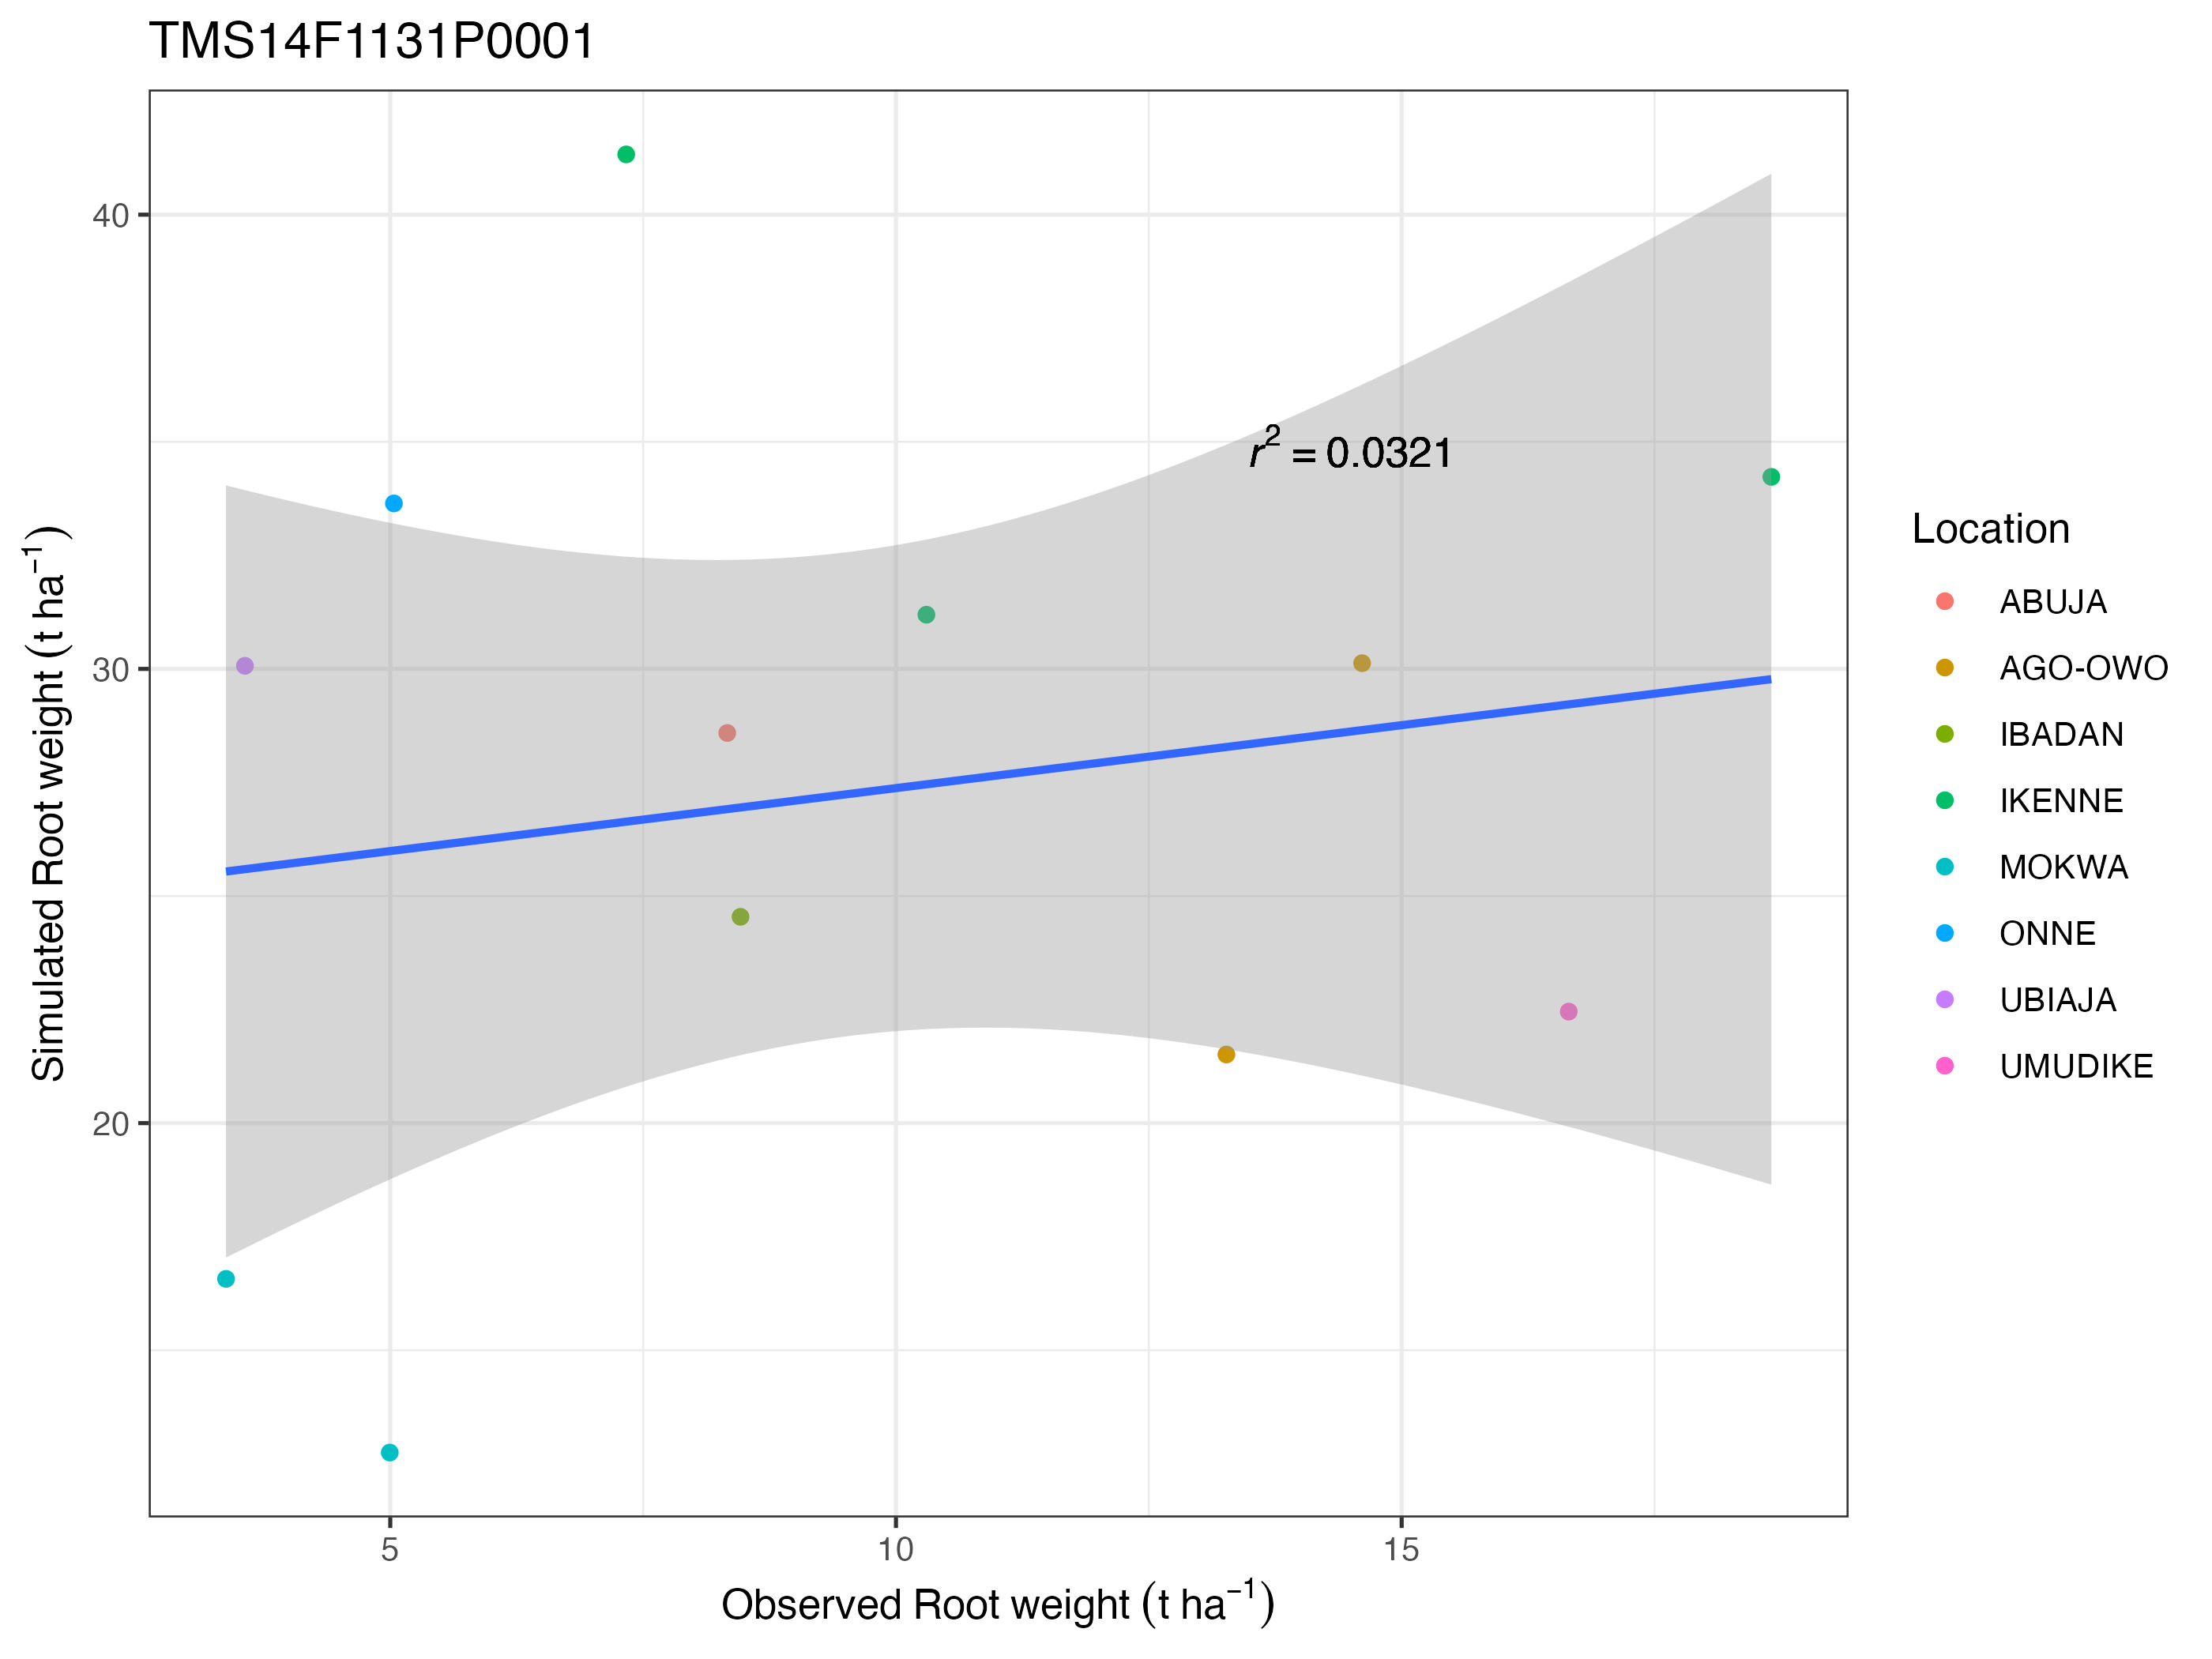 TMS14F1131P0001
40
30
20
Simulated Root weight (t ha⁻¹)
r² = 0.0321
5
10
15
Observed Root weight (t ha⁻¹)
Location
ABUJA
AGO-OWO
IBADAN
IKENNE
MOKWA
ONNE
UBIAJA
UMUDIKE